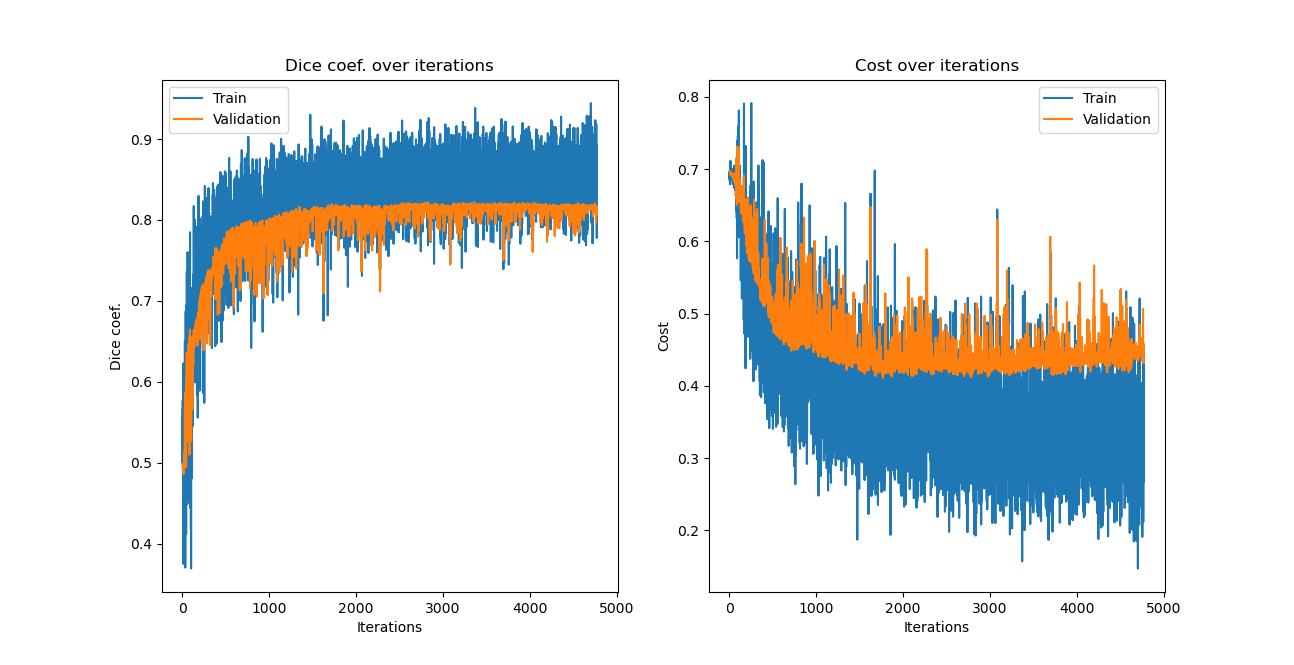 Dice coef. over iterations
Train
Validation
Dice coef.
0.9
0.8
0.7
0.6
0.5
0.4
0 1000 2000 3000 4000 5000
Iterations
Cost over iterations
Train
Validation
Cost
0.8
0.7
0.6
0.5
0.4
0.3
0.2
0 1000 2000 3000 4000 5000
Iterations